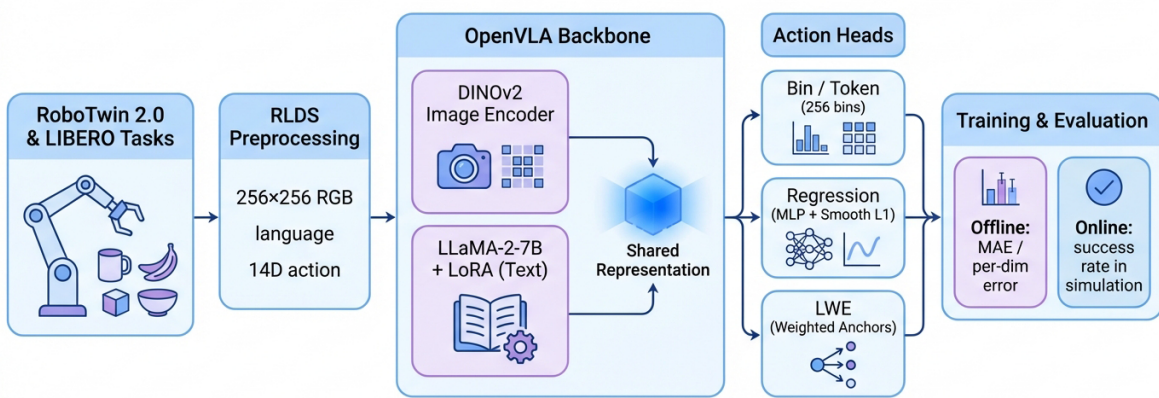 RoboTwin 2.0
& LIBERO Tasks
RLDS
Preprocessing
256×256 RGB
language
14D action
OpenVLA Backbone
DINOv2
Image Encoder
LLaMA-2-7B
+ LoRA (Text)
Shared
Representation
Action Heads
Bin / Token
(256 bins)
Regression
(MLP + Smooth L1)
LWE
(Weighted Anchors)
Training & Evaluation
Offline:
MAE /
per-dim
error
Online:
success
rate in
simulation